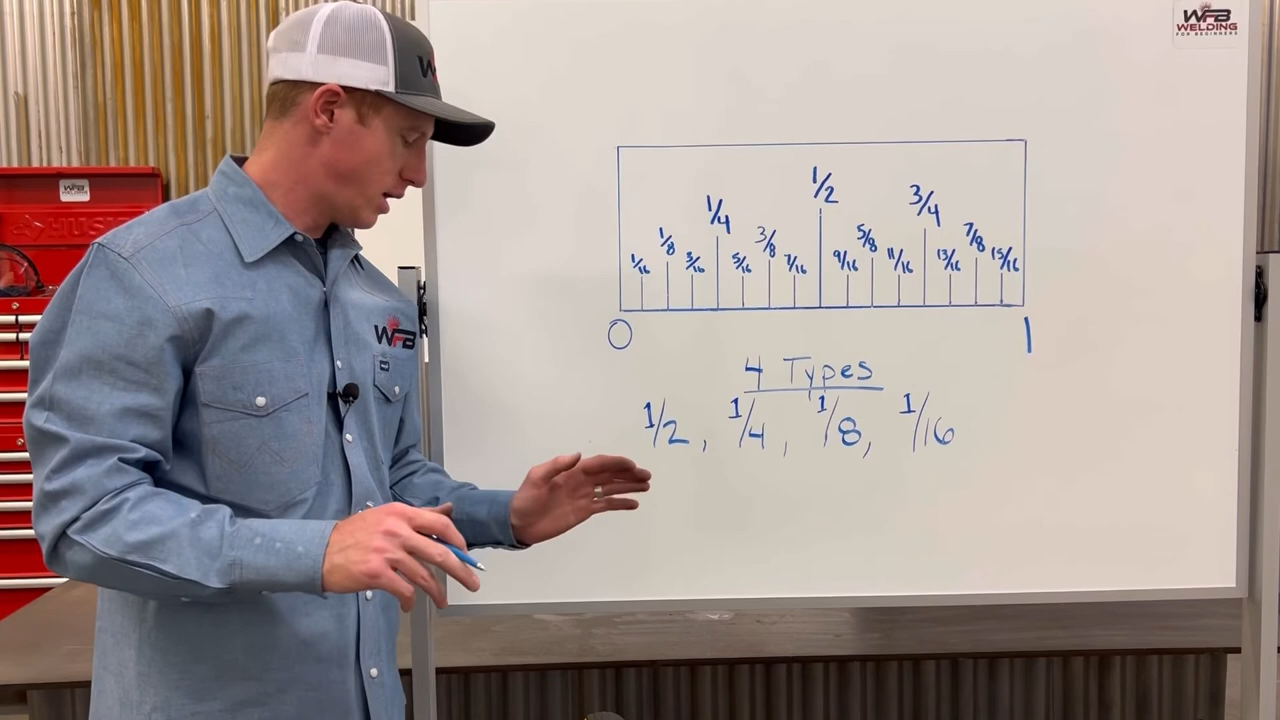 WFB
WELDING
FOR BEGINNERS
WFB
WELDING
HUSKY
WFB
1/2
1/4 3/4
1/8 3/8 5/8 7/8
1/16 3/16 5/16 7/16 9/16 11/16 13/16 15/16
0 1
4 Types
1/2, 1/4, 1/8, 1/16